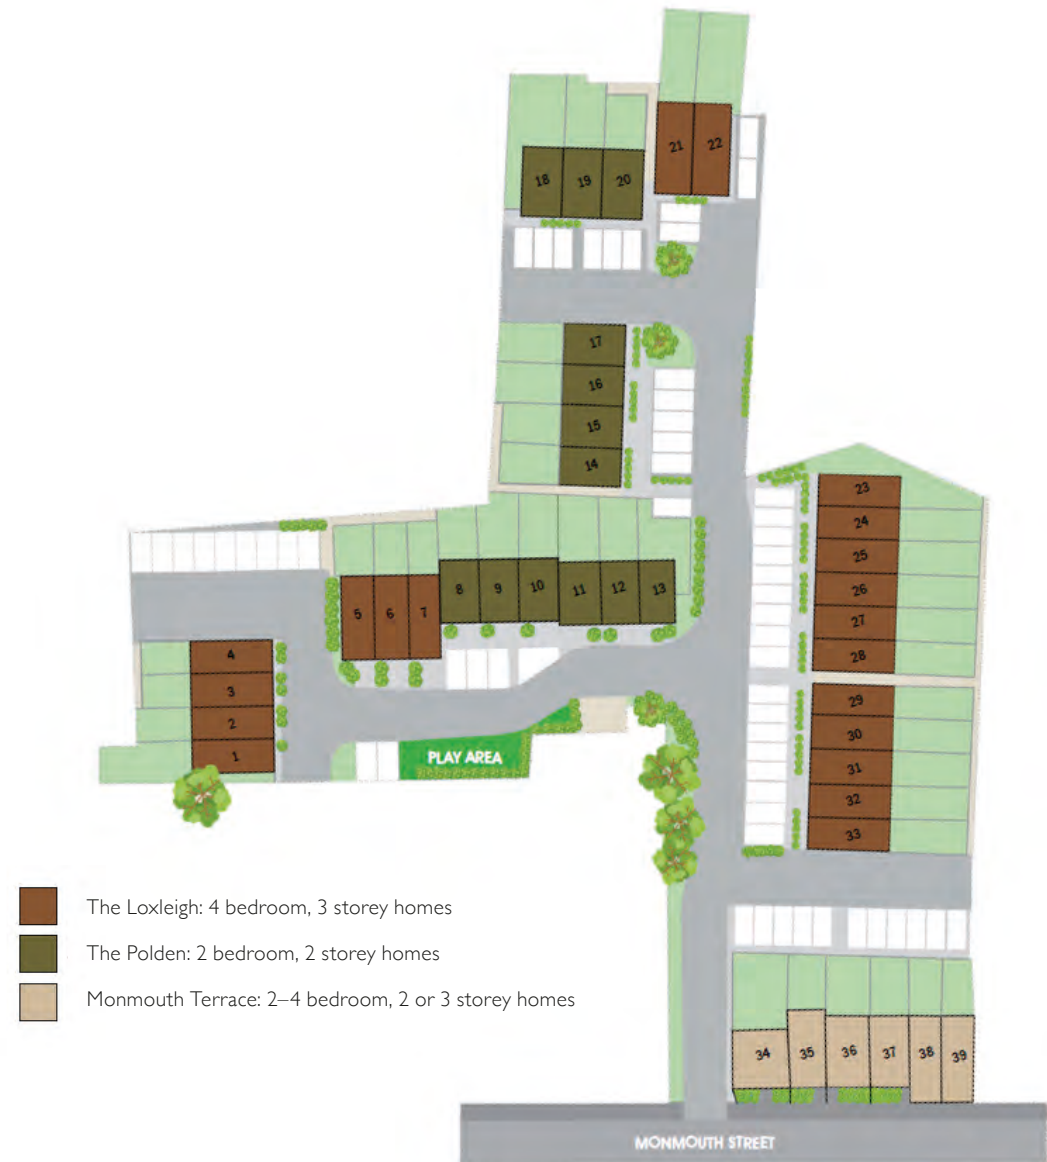 21 22
18 19 20
17
16
15
14
23
24
25
26
27
28
5 6 7 8 9 10 11 12 13
4
3
2
1
29
30
31
32
33
PLAY AREA
The Loxleigh: 4 bedroom, 3 storey homes
The Polden: 2 bedroom, 2 storey homes
Monmouth Terrace: 2–4 bedroom, 2 or 3 storey homes
34 35 36 37 38 39
MONMOUTH STREET